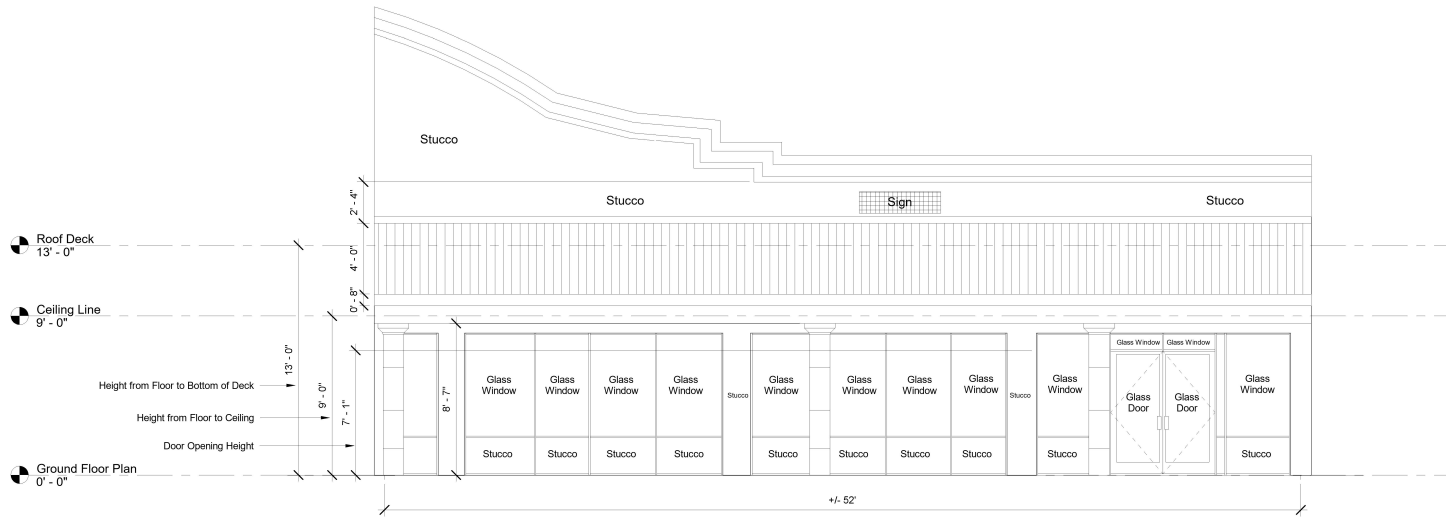 Stucco
2' - 4"
Stucco
Sign
Stucco
Roof Deck
13' - 0"
4' - 0"
0' - 8"
Ceiling Line
9' - 0"
13' - 0"
9' - 0"
7' - 1"
8' - 7"
Height from Floor to Bottom of Deck
Height from Floor to Ceiling
Door Opening Height
Glass Window
Glass Window
Glass
Window
Glass
Window
Glass
Window
Glass
Window
Stucco
Glass
Window
Glass
Window
Glass
Window
Glass
Window
Stucco
Glass
Window
Glass
Door
Glass
Door
Glass
Window
Stucco
Stucco
Stucco
Stucco
Stucco
Stucco
Stucco
Stucco
Stucco
Stucco
Ground Floor Plan
0' - 0"
+/- 52'